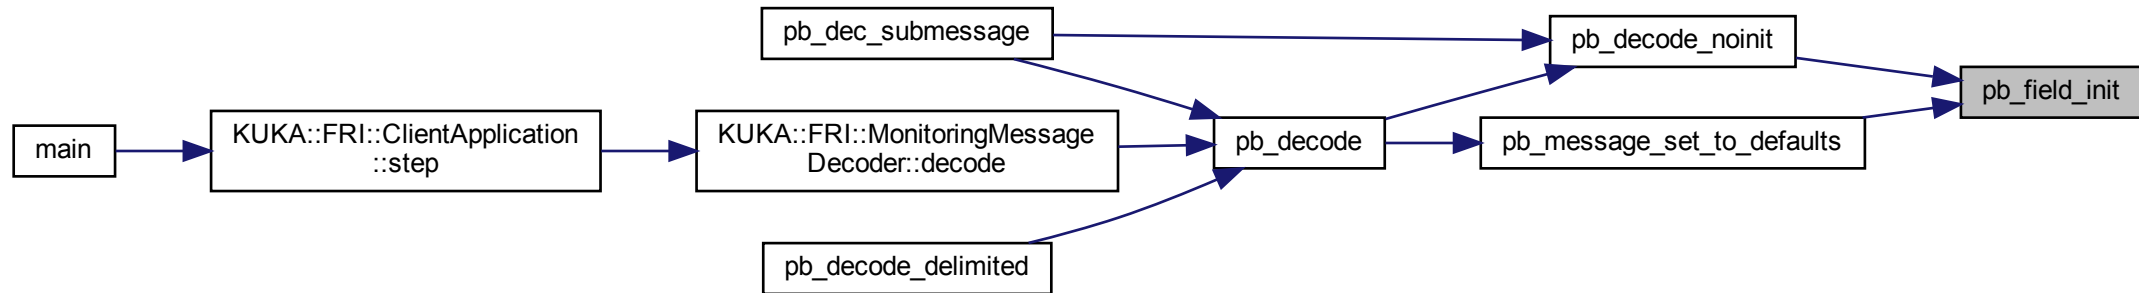 pb_dec_submessage
pb_decode_noinit
pb_field_init
main
KUKA::FRI::ClientApplication
::step
KUKA::FRI::MonitoringMessage
Decoder::decode
pb_decode
pb_message_set_to_defaults
pb_decode_delimited